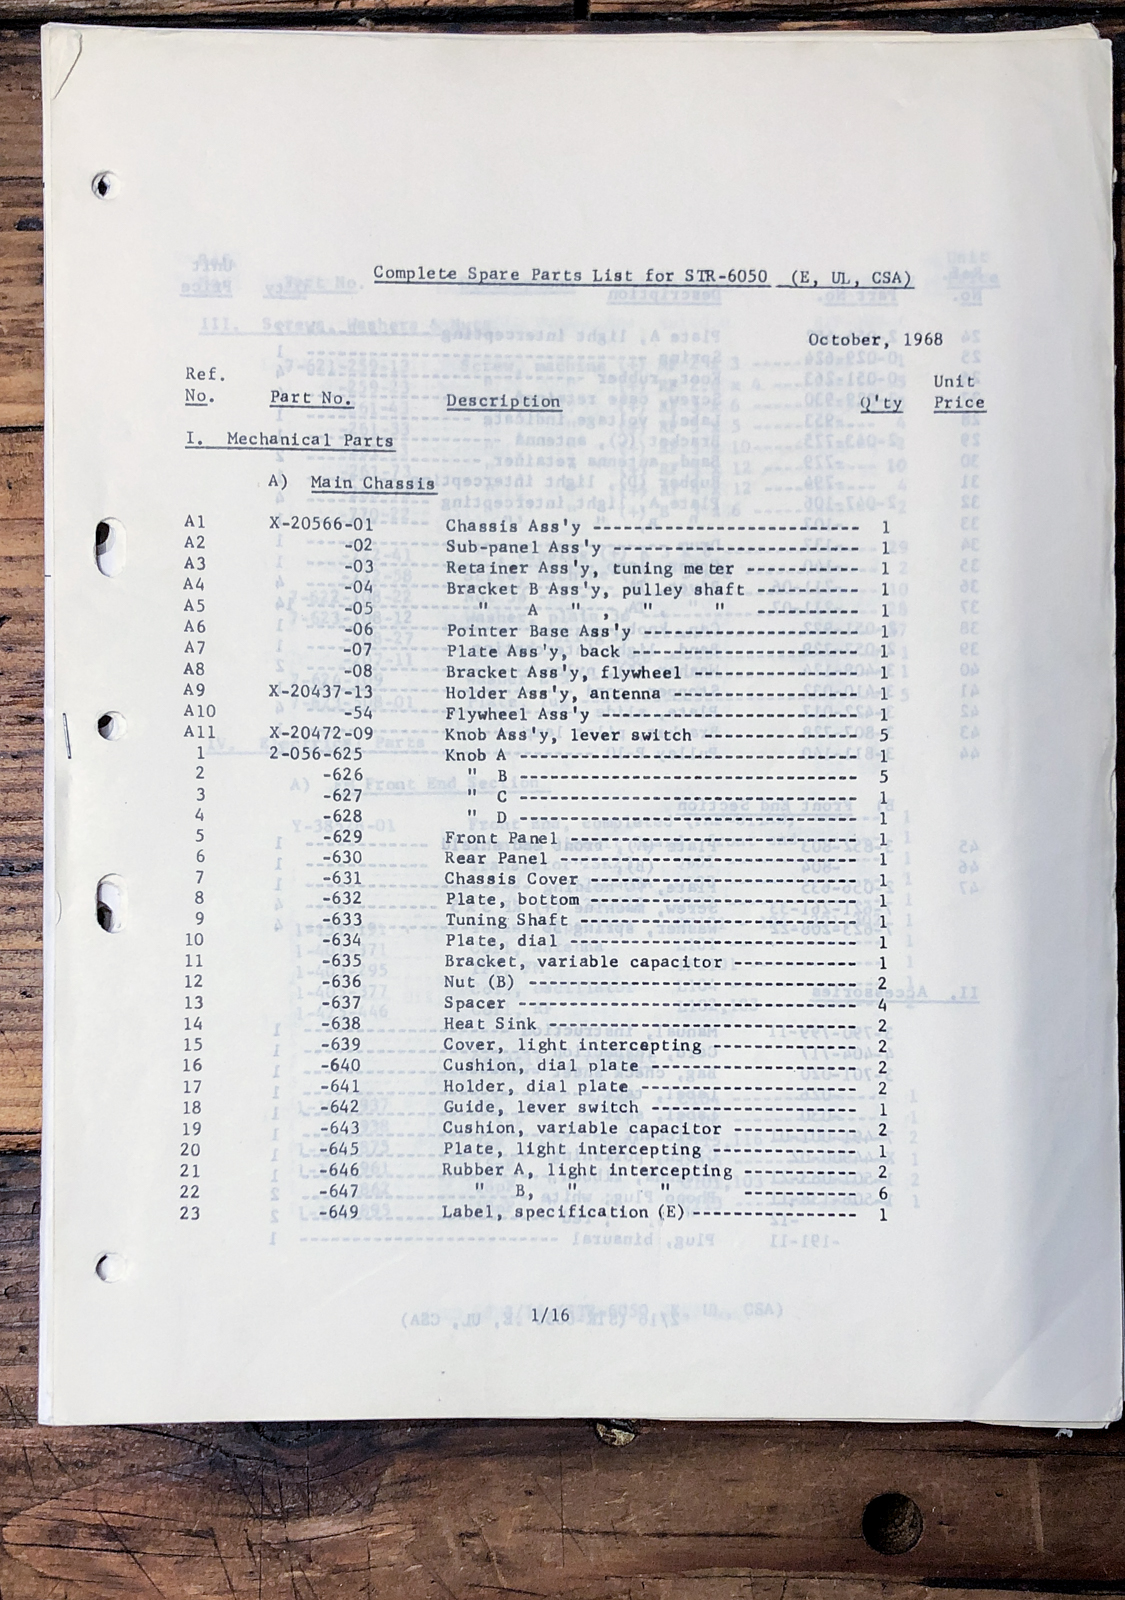 Complete Spare Parts List for STR-6050 (E, UL, CSA)
October, 1968
Ref. No. Part No. Description Q'ty Unit Price
I. Mechanical Parts
A) Main Chassis
A1 X-20566-01 Chassis Ass'y ---------- 1
A2 -02 Sub-panel Ass'y ---------- 1
A3 -03 Retainer Ass'y, tuning meter ---------- 1
A4 -04 Bracket B Ass'y, pulley shaft ---------- 1
A5 -05 " A " , " " ---------- 1
A6 -06 Pointer Base Ass'y ---------- 1
A7 -07 Plate Ass'y, back ---------- 1
A8 -08 Bracket Ass'y, flywheel ---------- 1
A9 X-20437-13 Holder Ass'y, antenna ---------- 1
A10 -54 Flywheel Ass'y ---------- 1
A11 X-20472-09 Knob Ass'y, lever switch ---------- 5
1 2-056-625 Knob A ---------- 1
2 -626 " B ---------- 5
3 -627 " C ---------- 1
4 -628 " D ---------- 1
5 -629 Front Panel ---------- 1
6 -630 Rear Panel ---------- 1
7 -631 Chassis Cover ---------- 1
8 -632 Plate, bottom ---------- 1
9 -633 Tuning Shaft ---------- 1
10 -634 Plate, dial ---------- 1
11 -635 Bracket, variable capacitor ---------- 1
12 -636 Nut (B) ---------- 2
13 -637 Spacer ---------- 4
14 -638 Heat Sink ---------- 2
15 -639 Cover, light intercepting ---------- 2
16 -640 Cushion, dial plate ---------- 2
17 -641 Holder, dial plate ---------- 2
18 -642 Guide, lever switch ---------- 1
19 -643 Cushion, variable capacitor ---------- 2
20 -645 Plate, light intercepting ---------- 1
21 -646 Rubber A, light intercepting ---------- 2
22 -647 " B, " " ---------- 6
23 -649 Label, specification (E) ---------- 1
1/16